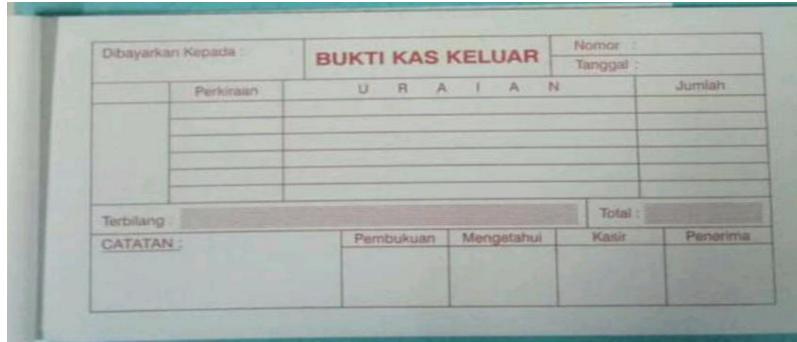 Dibayarkan Kepada :
BUKTI KAS KELUAR
Nomor :
Tanggal :
Perkiraan
U R A I A N
Jumlah
Terbilang :
Total :
CATATAN :
Pembukuan
Mengetahui
Kasir
Penerima